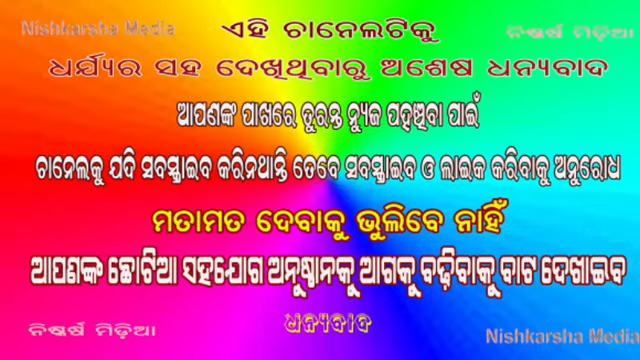 Nishkarsha Media
ଏହି ଚାନେଲଟିକୁ
ନିଷ୍କର୍ଷ ମିଡ଼ିଆ
ଧର୍ଯ୍ୟର ସହ ଦେଖିଥିବାରୁ ଅଶେଷ ଧନ୍ୟବାଦ
ଆପଣଙ୍କ ପାଖରେ ତୁରନ୍ତ ନ୍ୟୁଜ ପହଞ୍ଚିବା ପାଇଁ
ଚାନେଲକୁ ଯଦି ସବସ୍କ୍ରାଇବ କରିନଥାନ୍ତି ତେବେ ସବସ୍କ୍ରାଇବ ଓ ଲାଇକ କରିବାକୁ ଅନୁରୋଧ
ମତାମତ ଦେବାକୁ ଭୁଲିବେ ନାହିଁ
ଆପଣଙ୍କ ଛୋଟିଆ ସହଯୋଗ ଅନୁଷ୍ଠାନକୁ ଆଗକୁ ବଢ଼ିବାକୁ ବାଟ ଦେଖାଇବ
ଧନ୍ୟବାଦ
ନିଷ୍କର୍ଷ ମିଡ଼ିଆ
Nishkarsha Media